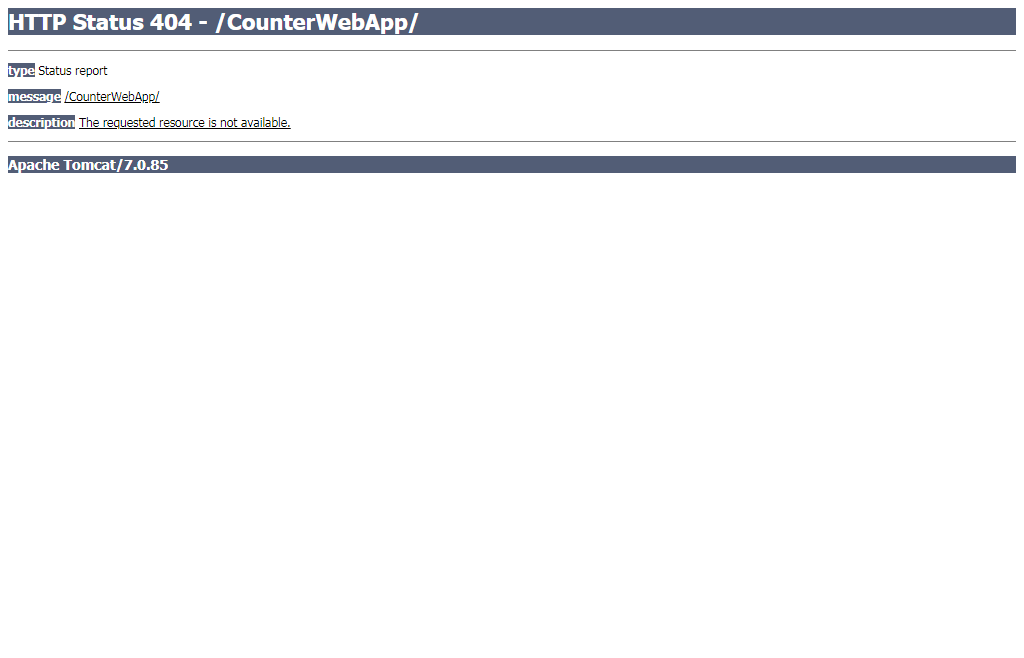 HTTP Status 404 - /CounterWebApp/
type Status report
message /CounterWebApp/
description The requested resource is not available.
Apache Tomcat/7.0.85